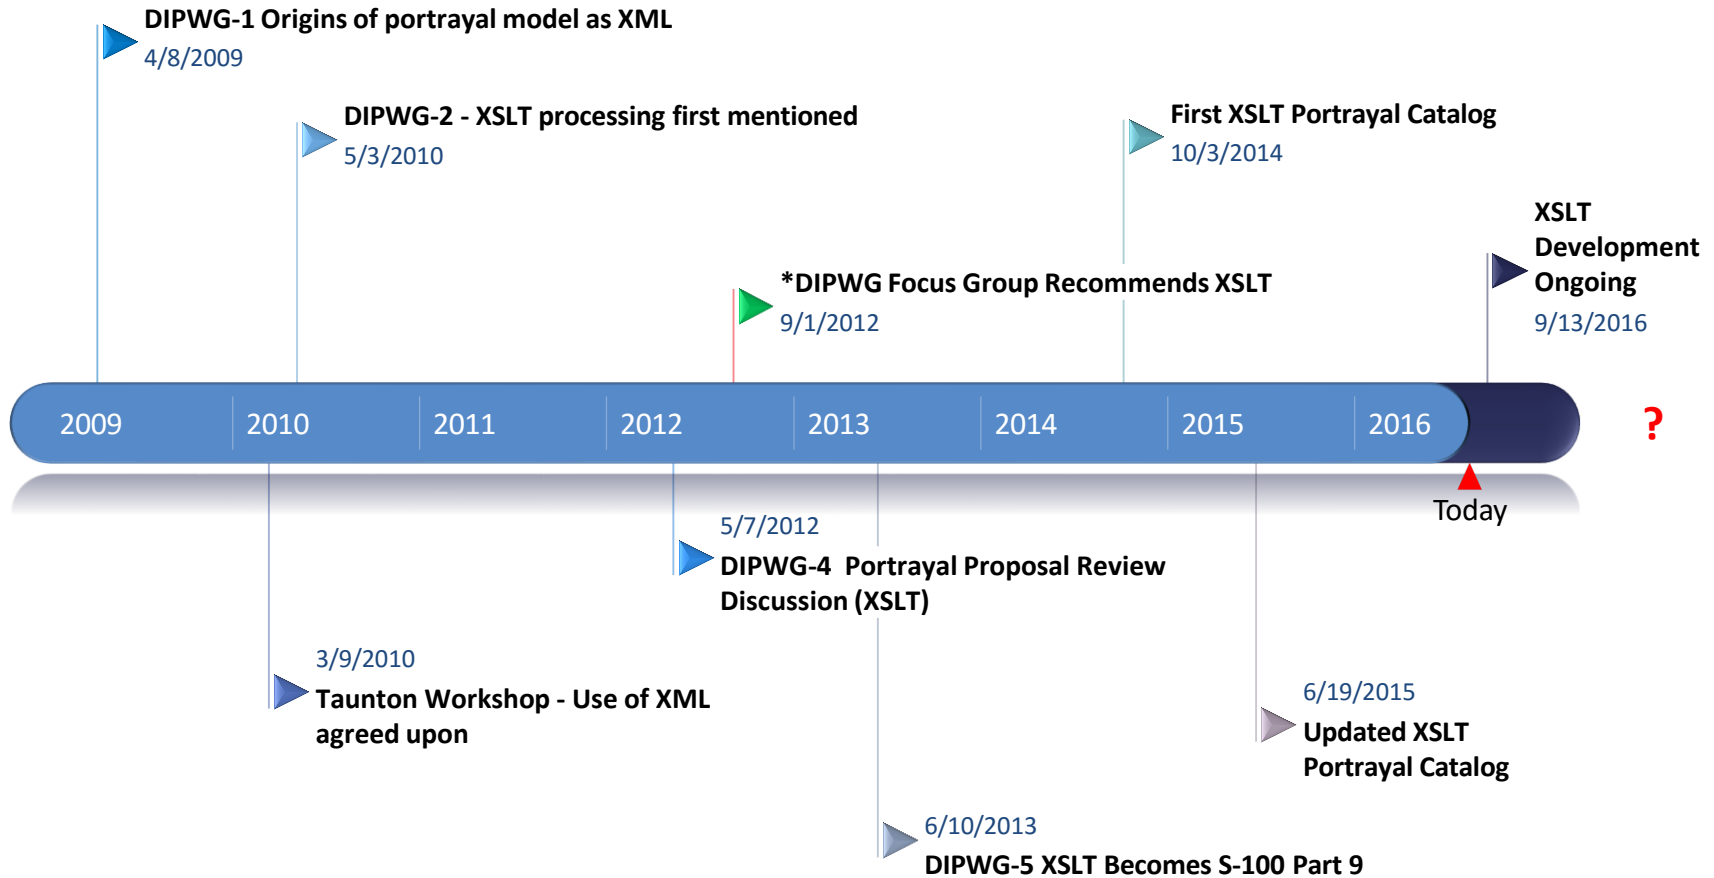 DIPWG-1 Origins of portrayal model as XML
4/8/2009
DIPWG-2 - XSLT processing first mentioned
5/3/2010
First XSLT Portrayal Catalog
10/3/2014
XSLT
Development
Ongoing
9/13/2016
*DIPWG Focus Group Recommends XSLT
9/1/2012
2009 2010 2011 2012 2013 2014 2015 2016 ?
Today
5/7/2012
DIPWG-4  Portrayal Proposal Review
Discussion (XSLT)
3/9/2010
Taunton Workshop - Use of XML
agreed upon
6/19/2015
Updated XSLT
Portrayal Catalog
6/10/2013
DIPWG-5 XSLT Becomes S-100 Part 9